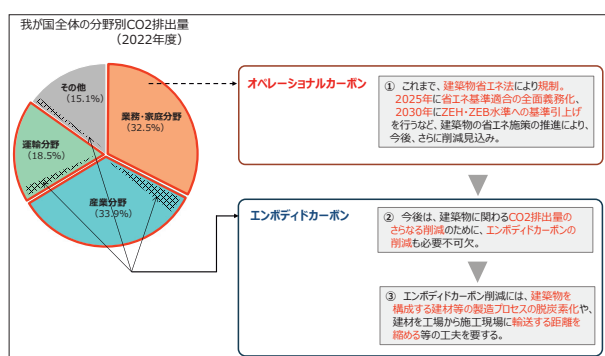 我が国全体の分野別CO2排出量
（2022年度）
その他
（15.1%）
業務・家庭分野
（32.5%）
運輸分野
（18.5%）
産業分野
（33.9%）
オペレーショナルカーボン
① これまで、建築物省エネ法により規制。
2025年に省エネ基準適合の全面義務化、
2030年にZEH・ZEB水準への基準引上げ
を行うなど、建築物の省エネ施策の推進により、
今後、さらに削減見込み。
エンボディドカーボン
② 今後は、建築物に関わるCO2排出量の
さらなる削減のために、エンボディドカーボンの
削減も必要不可欠。
③ エンボディドカーボン削減には、建築物を
構成する建材等の製造プロセスの脱炭素化や、
建材を工場から施工現場に輸送する距離を
縮める等の工夫を要する。